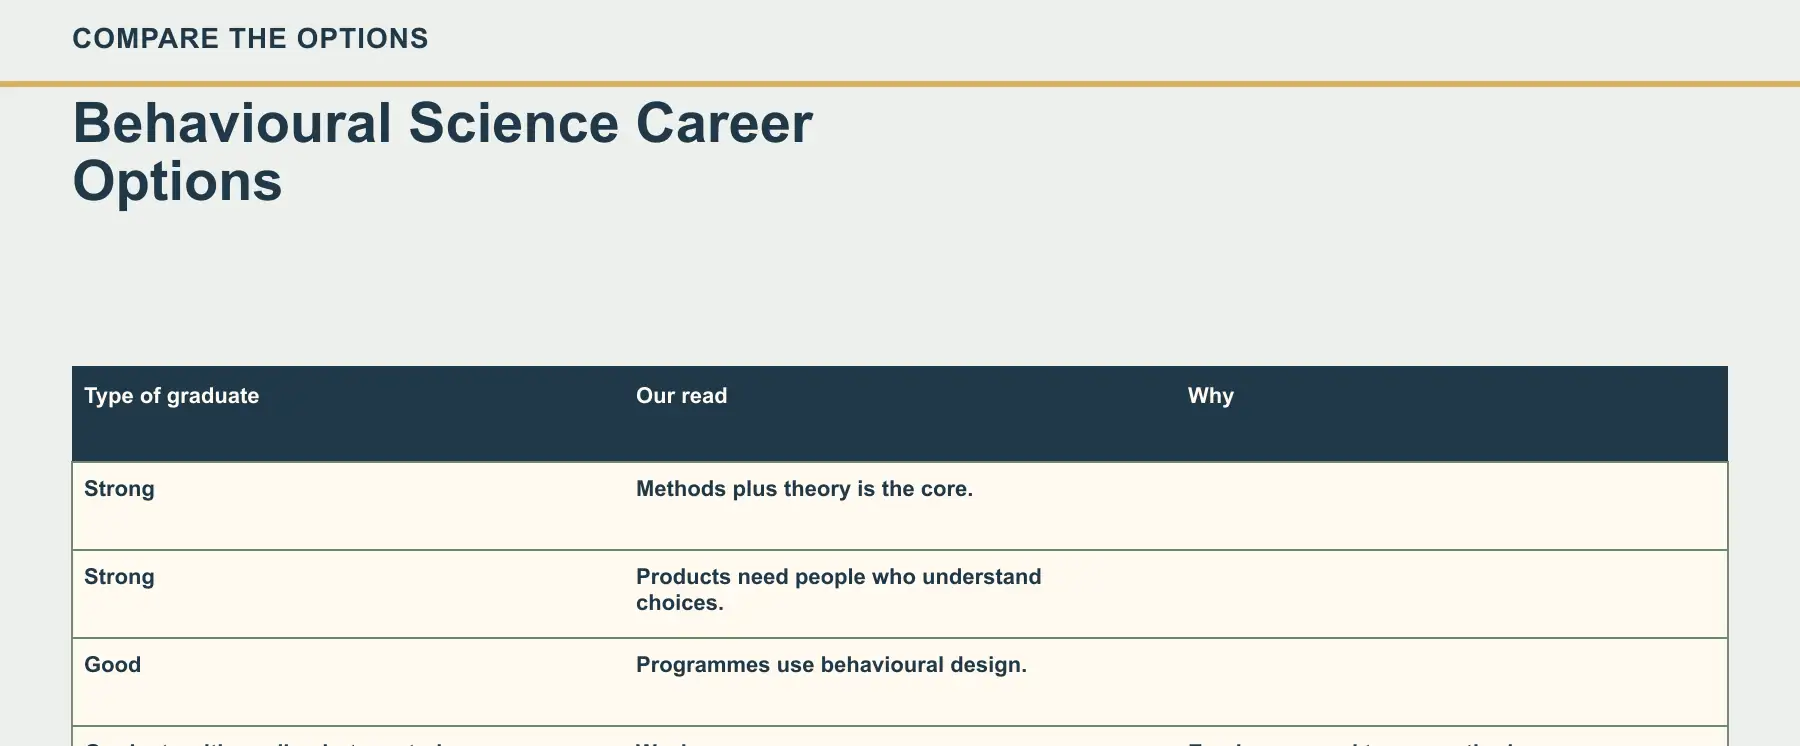 COMPARE THE OPTIONS
Behavioural Science Career
Options
Type of graduate Our read Why
Strong Methods plus theory is the core.
Strong Products need people who understand
choices.
Good Programmes use behavioural design.